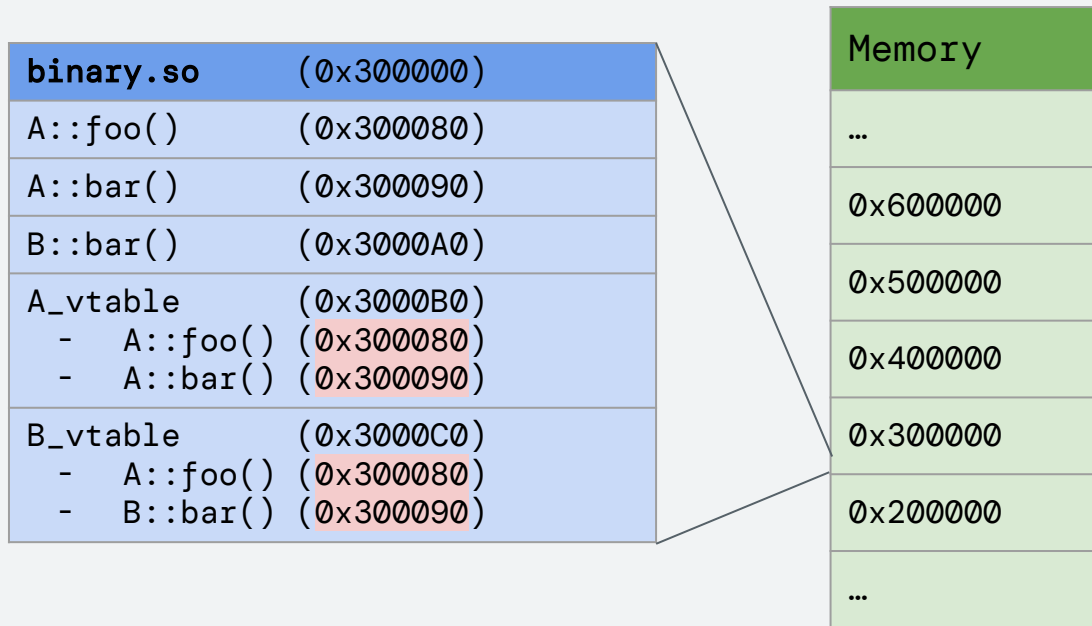 binary.so (0x300000)
A::foo() (0x300080)
A::bar() (0x300090)
B::bar() (0x3000A0)
A_vtable (0x3000B0)
- A::foo() (0x300080)
- A::bar() (0x300090)
B_vtable (0x3000C0)
- A::foo() (0x300080)
- B::bar() (0x300090)
Memory
…
0x600000
0x500000
0x400000
0x300000
0x200000
…